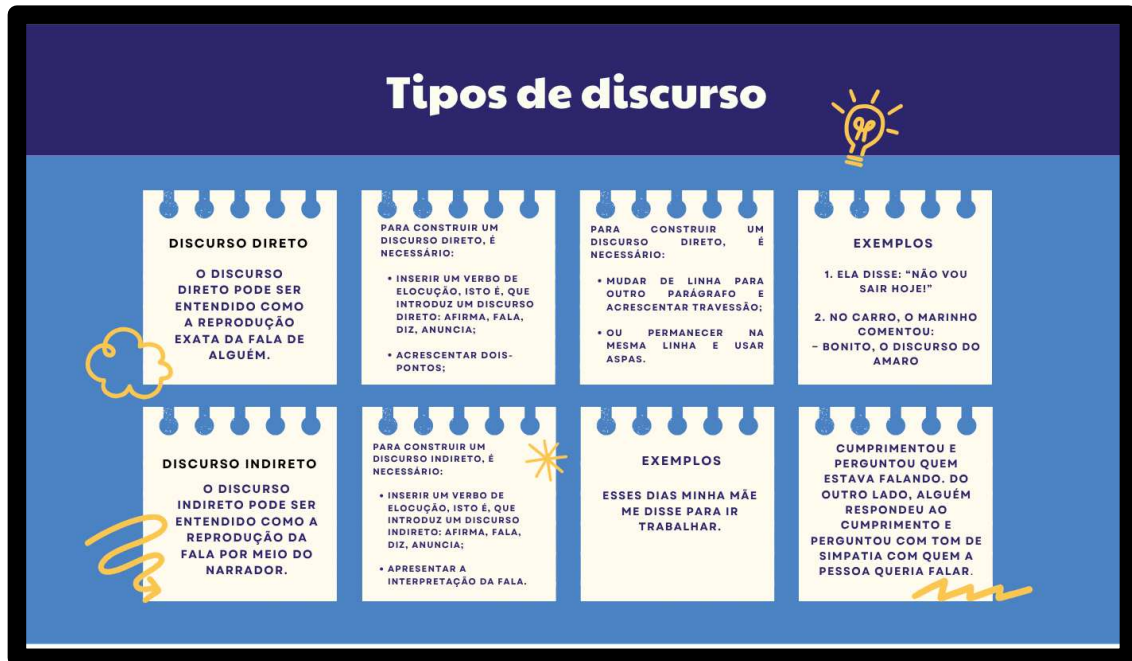 Tipos de discurso
DISCURSO DIRETO
O DISCURSO
DIRETO PODE SER
ENTENDIDO COMO
A REPRODUÇÃO
EXATA DA FALA DE
ALGUÉM.
PARA CONSTRUIR UM
DISCURSO DIRETO, É
NECESSÁRIO:
• INSERIR UM VERBO DE
ELOCUÇÃO, ISTO É, QUE
INTRODUZ UM DISCURSO
DIRETO: AFIRMA, FALA,
DIZ, ANUNCIA;
• ACRESCENTAR DOIS-
PONTOS;
PARA CONSTRUIR UM
DISCURSO DIRETO, É
NECESSÁRIO:
• MUDAR DE LINHA PARA
OUTRO PARÁGRAFO E
ACRESCENTAR TRAVESSÃO;
• OU PERMANECER NA
MESMA LINHA E USAR
ASPAS.
EXEMPLOS
1. ELA DISSE: “NÃO VOU
SAIR HOJE!”
2. NO CARRO, O MARINHO
COMENTOU:
– BONITO, O DISCURSO DO
AMARO
DISCURSO INDIRETO
O DISCURSO
INDIRETO PODE SER
ENTENDIDO COMO A
REPRODUÇÃO DA
FALA POR MEIO DO
NARRADOR.
PARA CONSTRUIR UM
DISCURSO INDIRETO, É
NECESSÁRIO:
• INSERIR UM VERBO DE
ELOCUÇÃO, ISTO É, QUE
INTRODUZ UM DISCURSO
INDIRETO: AFIRMA, FALA,
DIZ, ANUNCIA;
• APRESENTAR A
INTERPRETAÇÃO DA FALA.
EXEMPLOS
ESSES DIAS MINHA MÃE
ME DISSE PARA IR
TRABALHAR.
CUMPRIMENTOU E
PERGUNTOU QUEM
ESTAVA FALANDO. DO
OUTRO LADO, ALGUÉM
RESPONDEU AO
CUMPRIMENTO E
PERGUNTOU COM TOM DE
SIMPATIA COM QUEM A
PESSOA QUERIA FALAR.